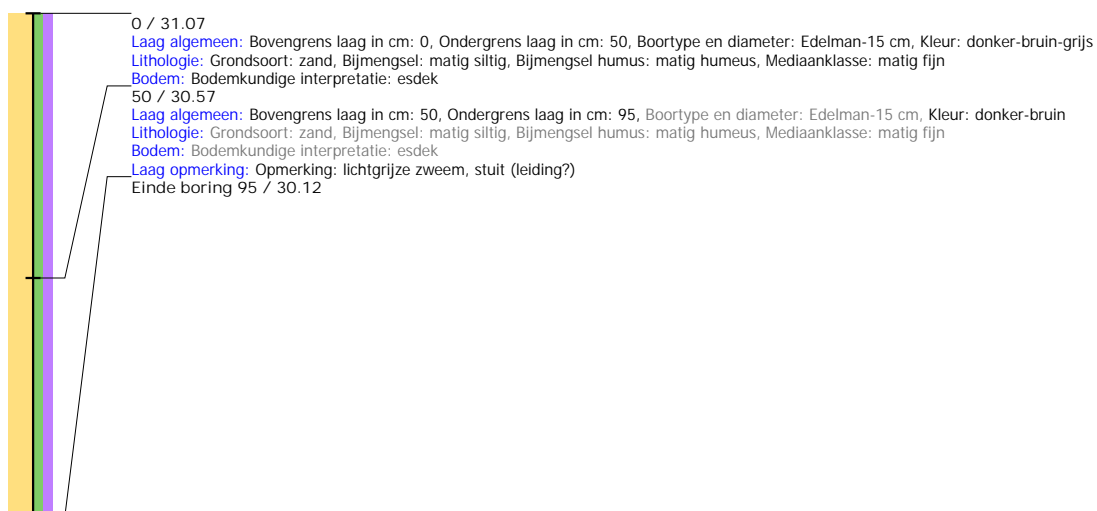 0 / 31.07
Laag algemeen: Bovengrens laag in cm: 0, Ondergrens laag in cm: 50, Boortype en diameter: Edelman-15 cm, Kleur: donker-bruin-grijs
Lithologie: Grondsoort: zand, Bijmengsel: matig siltig, Bijmengsel humus: matig humeus, Mediaanklasse: matig fijn
Bodem: Bodemkundige interpretatie: esdek
50 / 30.57
Laag algemeen: Bovengrens laag in cm: 50, Ondergrens laag in cm: 95, Boortype en diameter: Edelman-15 cm, Kleur: donker-bruin
Lithologie: Grondsoort: zand, Bijmengsel: matig siltig, Bijmengsel humus: matig humeus, Mediaanklasse: matig fijn
Bodem: Bodemkundige interpretatie: esdek
Laag opmerking: Opmerking: lichtgrijze zweem, stuit (leiding?)
Einde boring 95 / 30.12